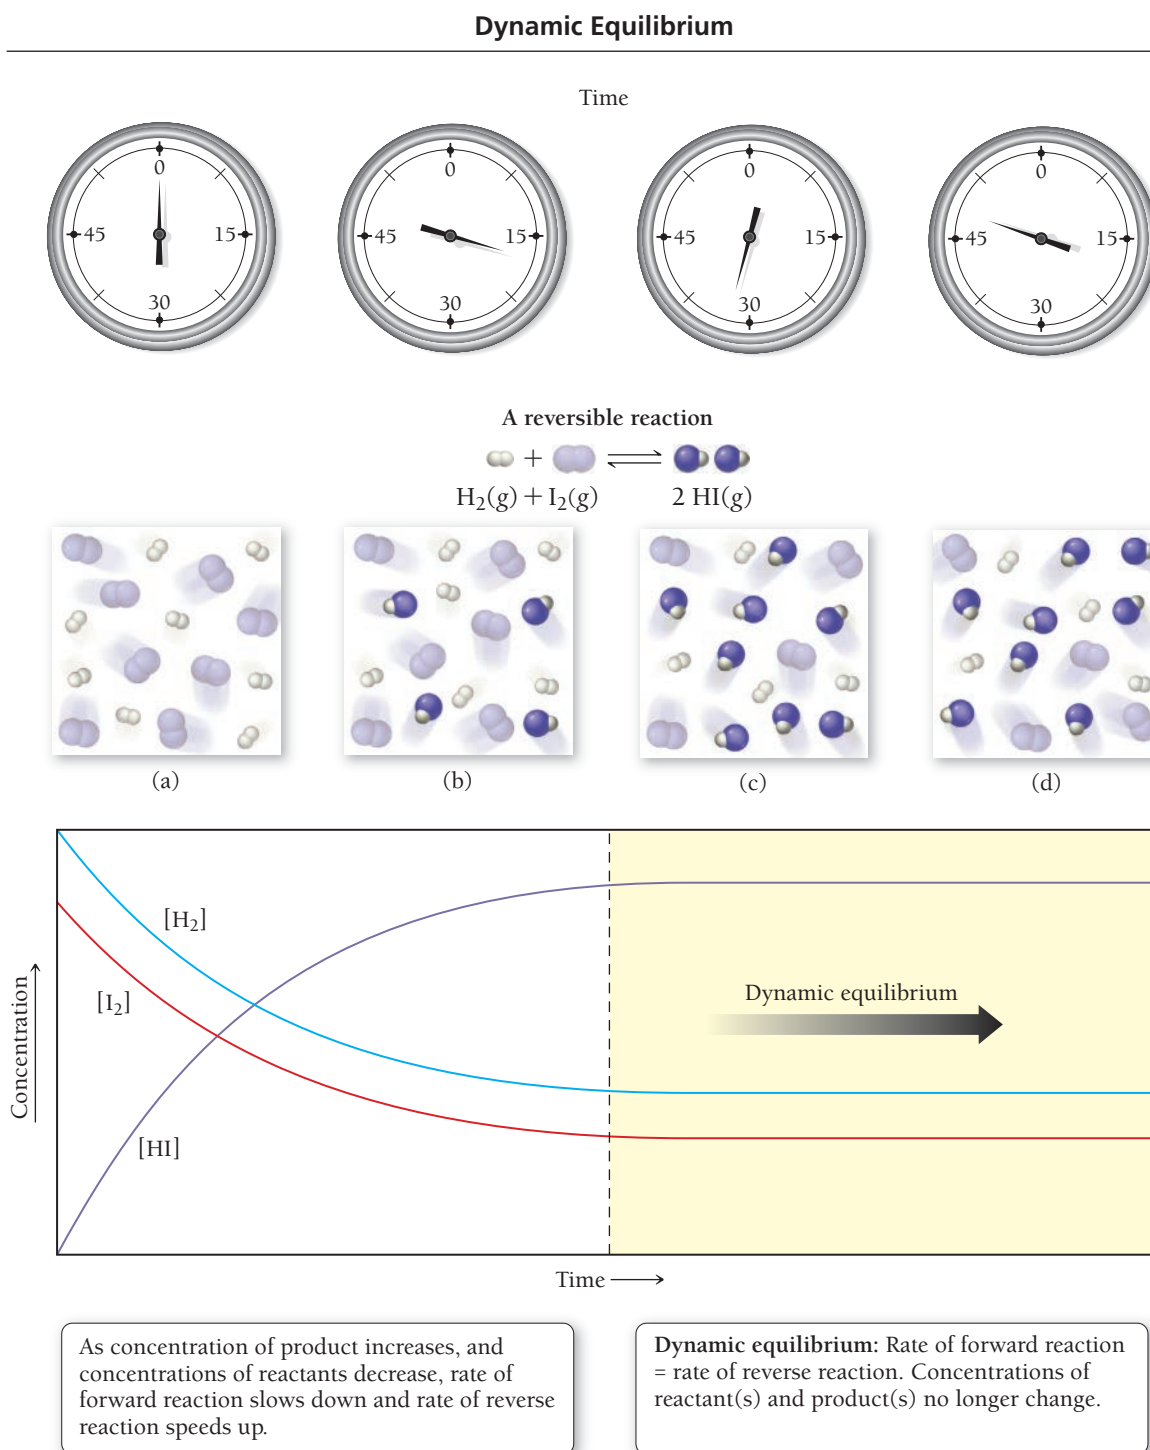 Dynamic Equilibrium
Time
0 15 30 45
0 15 30 45
0 15 30 45
0 15 30 45
A reversible reaction
+ ⇌
H₂(g) + I₂(g) 2 HI(g)
(a) (b) (c) (d)
[H₂]
[I₂]
[HI]
Dynamic equilibrium
Concentration
Time
As concentration of product increases, and
concentrations of reactants decrease, rate of
forward reaction slows down and rate of reverse
reaction speeds up.
Dynamic equilibrium: Rate of forward reaction
= rate of reverse reaction. Concentrations of
reactant(s) and product(s) no longer change.